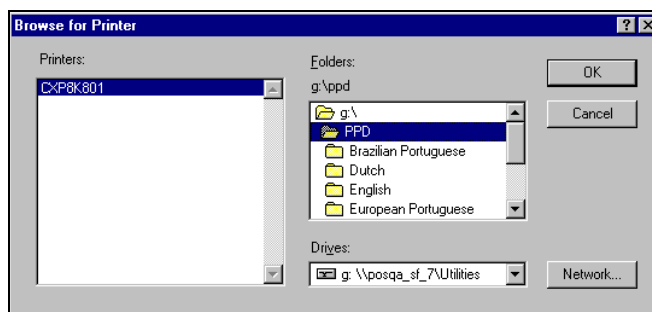 Browse for Printer
Printers:
CXP8K801
Folders:
g:\ppd
g:\
PPD
Brazilian Portuguese
Dutch
English
European Portuguese
Drives:
g: \\posqa_sf_7\Utilities
OK
Cancel
Network...